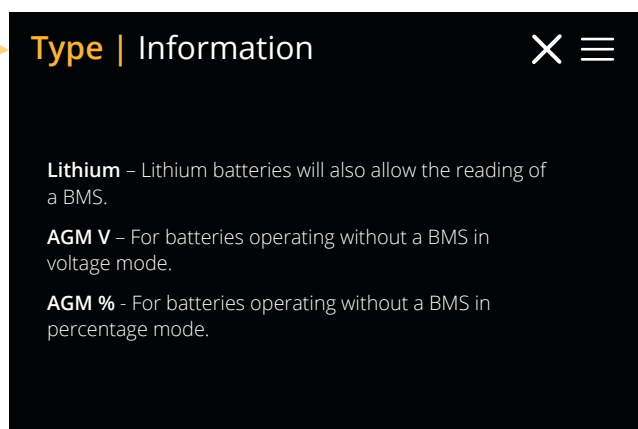 Type | Information
Lithium – Lithium batteries will also allow the reading of
a BMS.
AGM V – For batteries operating without a BMS in
voltage mode.
AGM % - For batteries operating without a BMS in
percentage mode.